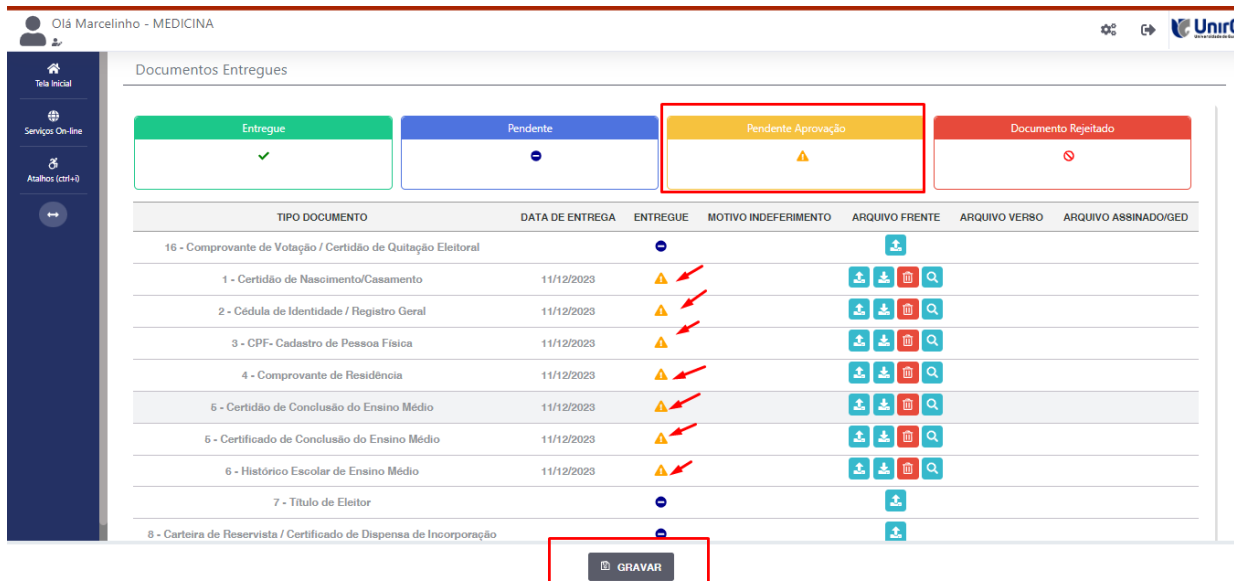 Olá Marcelinho - MEDICINA
Tela Inicial
Serviços On-line
Atalhos (ctrl+i)
Documentos Entregues
Entregue Pendente Pendente Aprovação Documento Rejeitado
TIPO DOCUMENTO DATA DE ENTREGA ENTREGUE MOTIVO INDEFERIMENTO ARQUIVO FRENTE ARQUIVO VERSO ARQUIVO ASSINADO/GED
16 - Comprovante de Votação / Certidão de Quitação Eleitoral
1 - Certidão de Nascimento/Casamento 11/12/2023
2 - Cédula de Identidade / Registro Geral 11/12/2023
3 - CPF- Cadastro de Pessoa Física 11/12/2023
4 - Comprovante de Residência 11/12/2023
5 - Certidão de Conclusão do Ensino Médio 11/12/2023
5 - Certificado de Conclusão do Ensino Médio 11/12/2023
6 - Histórico Escolar de Ensino Médio 11/12/2023
7 - Título de Eleitor
8 - Carteira de Reservista / Certificado de Dispensa de Incorporação
GRAVAR